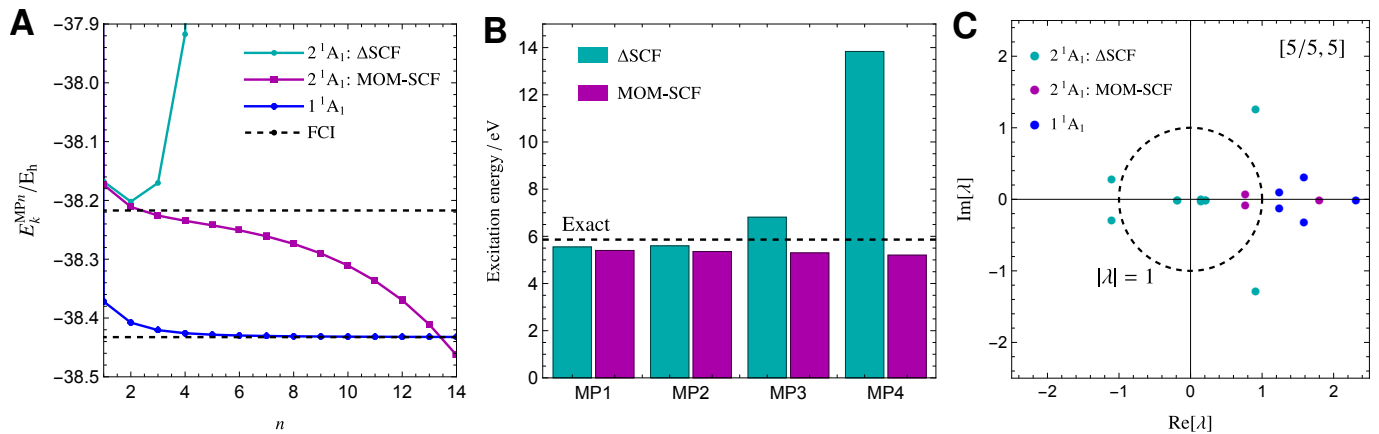 A
−37.9
−38.0
−38.1
−38.2
−38.3
−38.4
−38.5
E_k^{MPn}/E_h
2 ¹A₁: ΔSCF
2 ¹A₁: MOM-SCF
1 ¹A₁
FCI
2 4 6 8 10 12 14
n
B
14
12
10
8
6
4
2
0
Excitation energy / eV
ΔSCF
MOM-SCF
Exact
MP1 MP2 MP3 MP4
C
2
1
0
−1
−2
Im[λ]
2 ¹A₁: ΔSCF
2 ¹A₁: MOM-SCF
1 ¹A₁
[5/5, 5]
|λ| = 1
−2 −1 0 1 2
Re[λ]